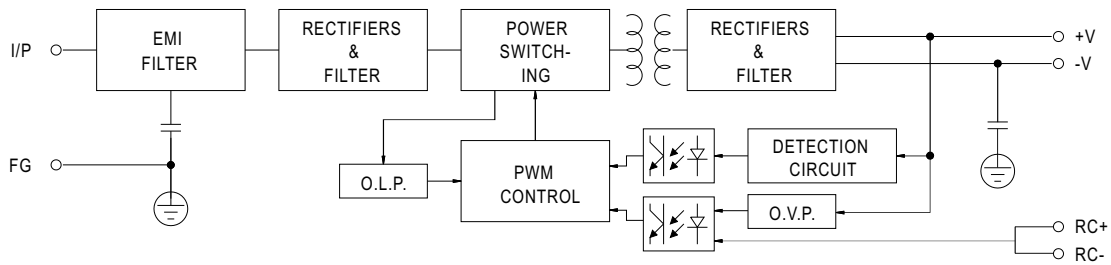 I/P
EMI
FILTER
RECTIFIERS
&
FILTER
POWER
SWITCH-
ING
RECTIFIERS
&
FILTER
+V
-V
FG
O.L.P.
PWM
CONTROL
DETECTION
CIRCUIT
O.V.P.
RC+
RC-